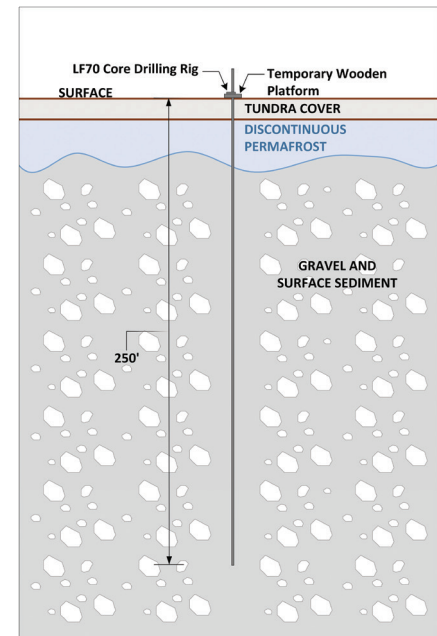 LF70 Core Drilling Rig
Temporary Wooden
Platform
SURFACE
TUNDRA COVER
DISCONTINUOUS
PERMAFROST
GRAVEL AND
SURFACE SEDIMENT
250'